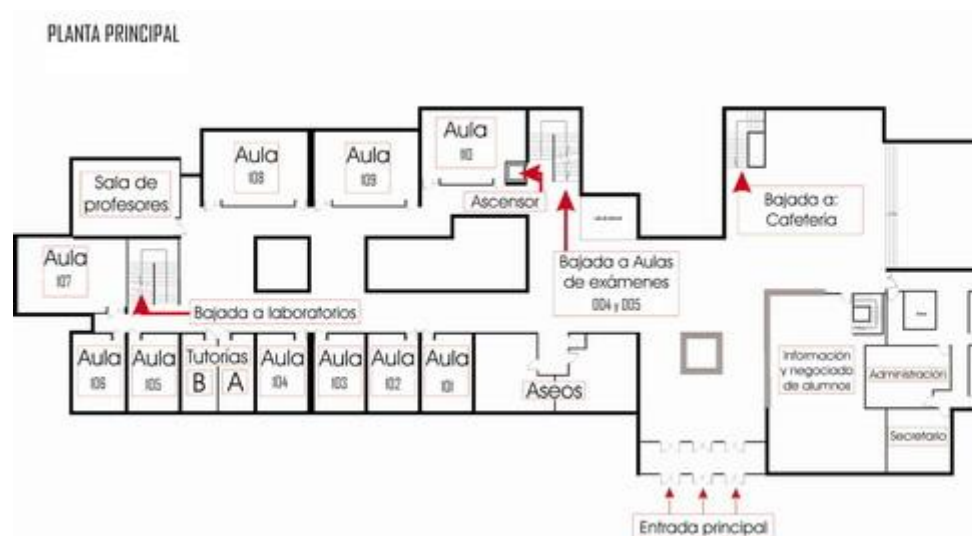 PLANTA PRINCIPAL
Aula
108
Aula
109
Aula
110
Ascensor
Sala de
profesores
Bajada a:
Cafetería
Aula
107
Bajada a Aulas
de exámenes
004 y 005
Bajada a laboratorios
Aula
106
Aula
105
Tutorías
B A
Aula
104
Aula
103
Aula
102
Aula
101
Aseos
Información
y negociado
de alumnos
Administración
Secretario
Entrada principal